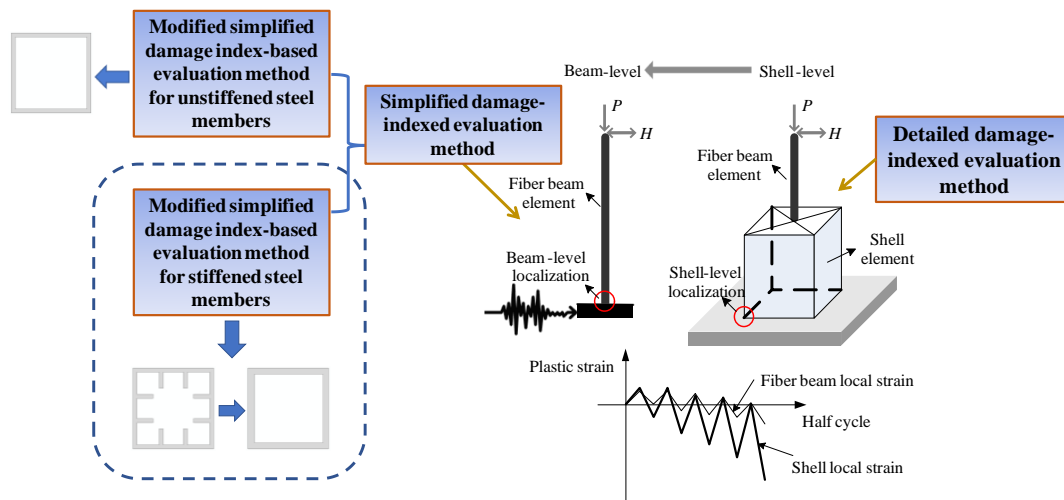 Modified simplified
damage index-based
evaluation method
for unstiffened steel
members
Modified simplified
damage index-based
evaluation method
for stiffened steel
members
Simplified damage-
indexed evaluation
method
Beam-level
Shell-level
P
H
Fiber beam
element
Beam-level
localization
P
H
Fiber beam
element
Shell
element
Shell-level
localization
Detailed damage-
indexed evaluation
method
Plastic strain
Fiber beam local strain
Half cycle
Shell local strain